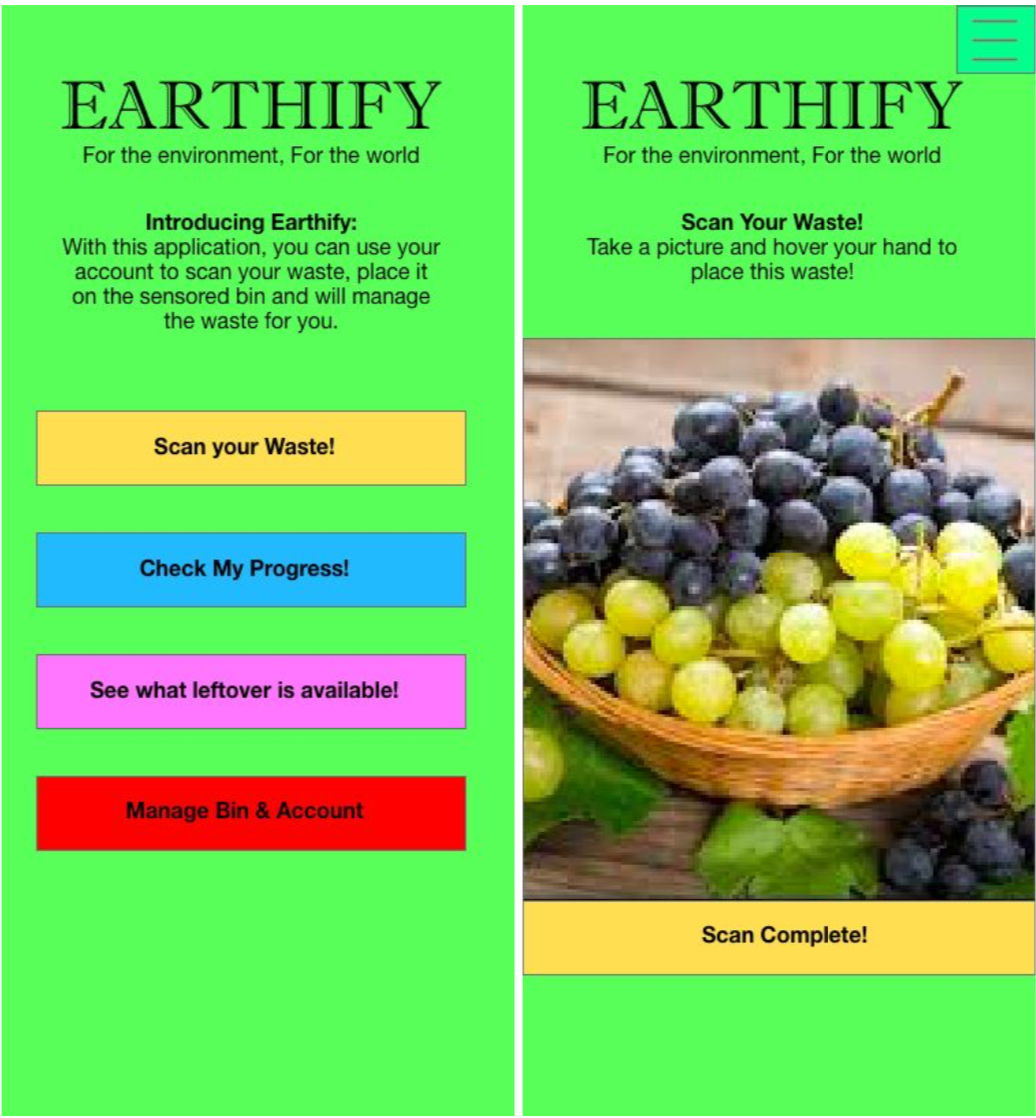 EARTHIFY
For the environment, For the world
Introducing Earthify:
With this application, you can use your
account to scan your waste, place it
on the sensored bin and will manage
the waste for you.
Scan your Waste!
Check My Progress!
See what leftover is available!
Manage Bin & Account
EARTHIFY
For the environment, For the world
Scan Your Waste!
Take a picture and hover your hand to
place this waste!
Scan Complete!